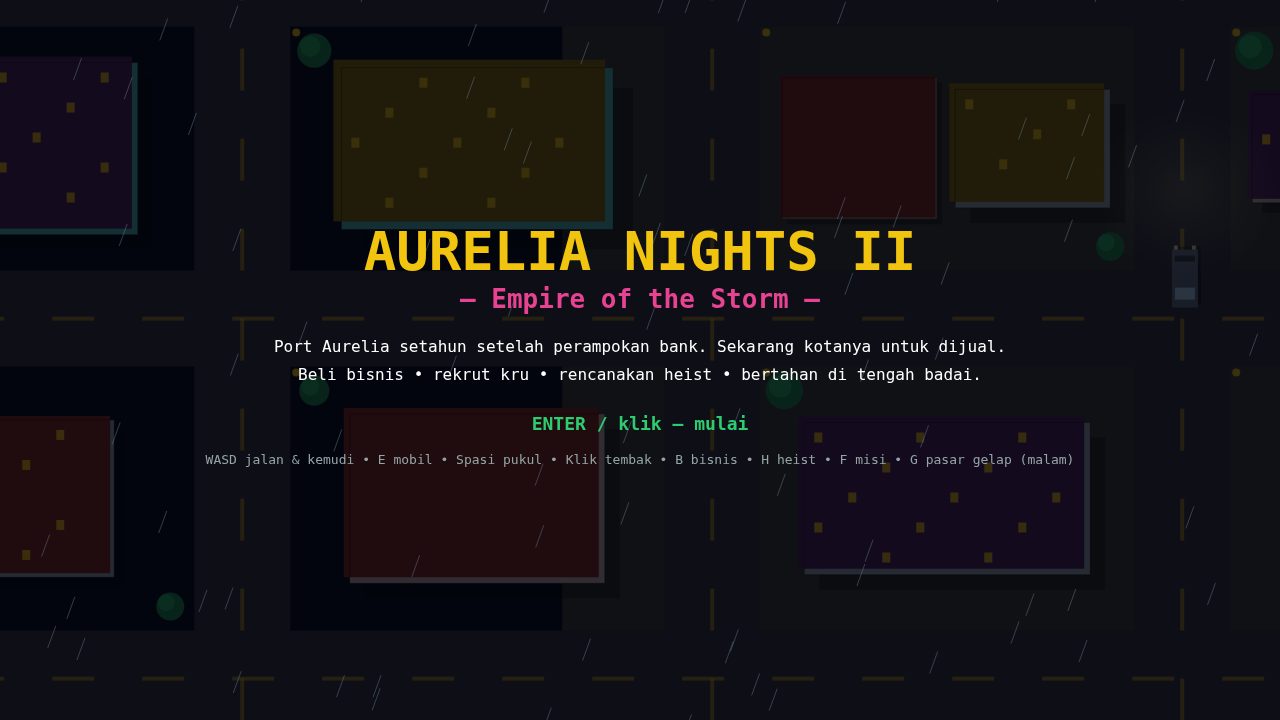 AURELIA NIGHTS II
— Empire of the Storm —
Port Aurelia setahun setelah perampokan bank. Sekarang kotanya untuk dijual.
Beli bisnis • rekrut kru • rencanakan heist • bertahan di tengah badai.
ENTER / klik — mulai
WASD jalan & kemudi • E mobil • Spasi pukul • Klik tembak • B bisnis • H heist • F misi • G pasar gelap (malam)